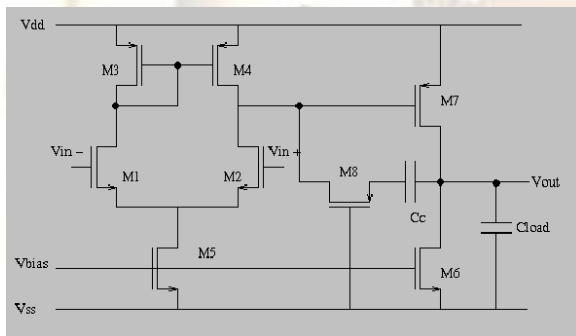 Vdd
M3
M4
M7
Vin -
Vin +
M1
M2
M8
Vout
Cc
Cload
M5
Vbias
M6
Vss